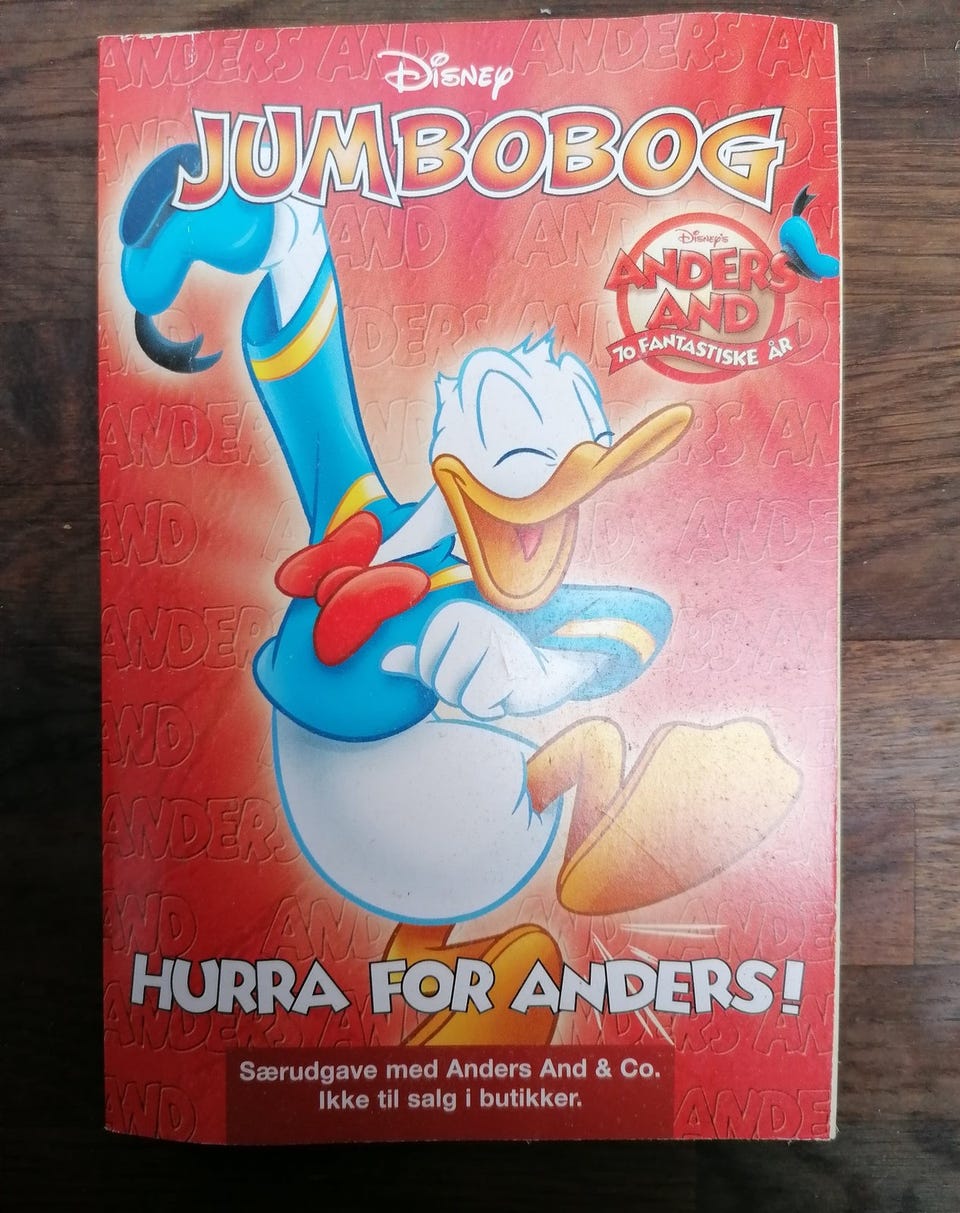 Disney
JUMBOBOG
Disney's
ANDERS
AND
70 FANTASTISKE ÅR
HURRA FOR ANDERS!
Særudgave med Anders And & Co.
Ikke til salg i butikker.